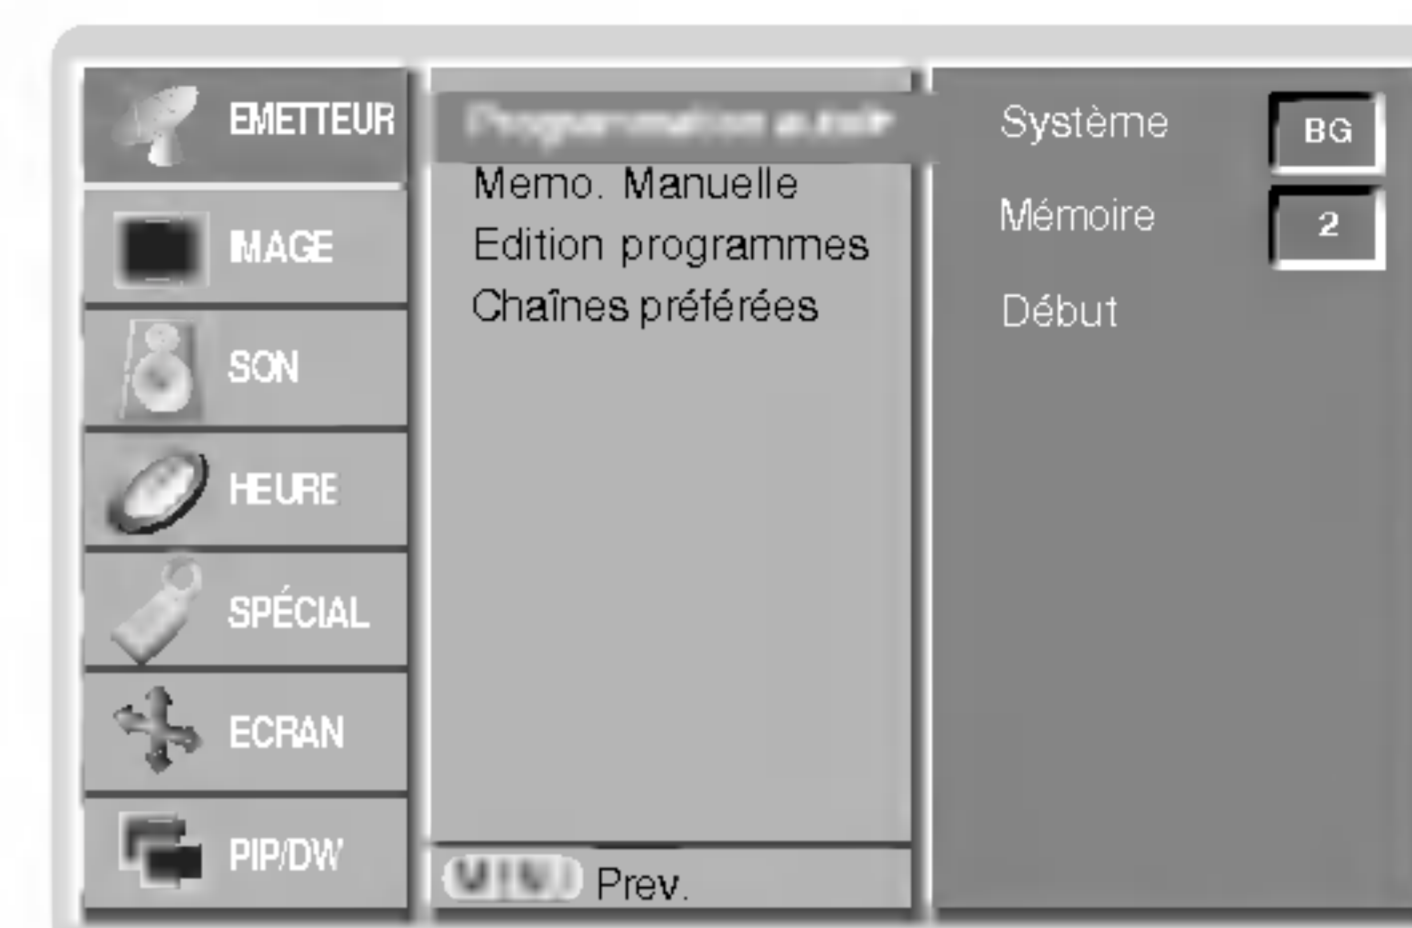 EMETTEUR
IMAGE
SON
HEURE
SPÉCIAL
ECRAN
PIP/DW
Programmation
Memo. Manuelle
Edition programmes
Chaînes préférées
Prev.
Système BG
Mémoire 2
Début